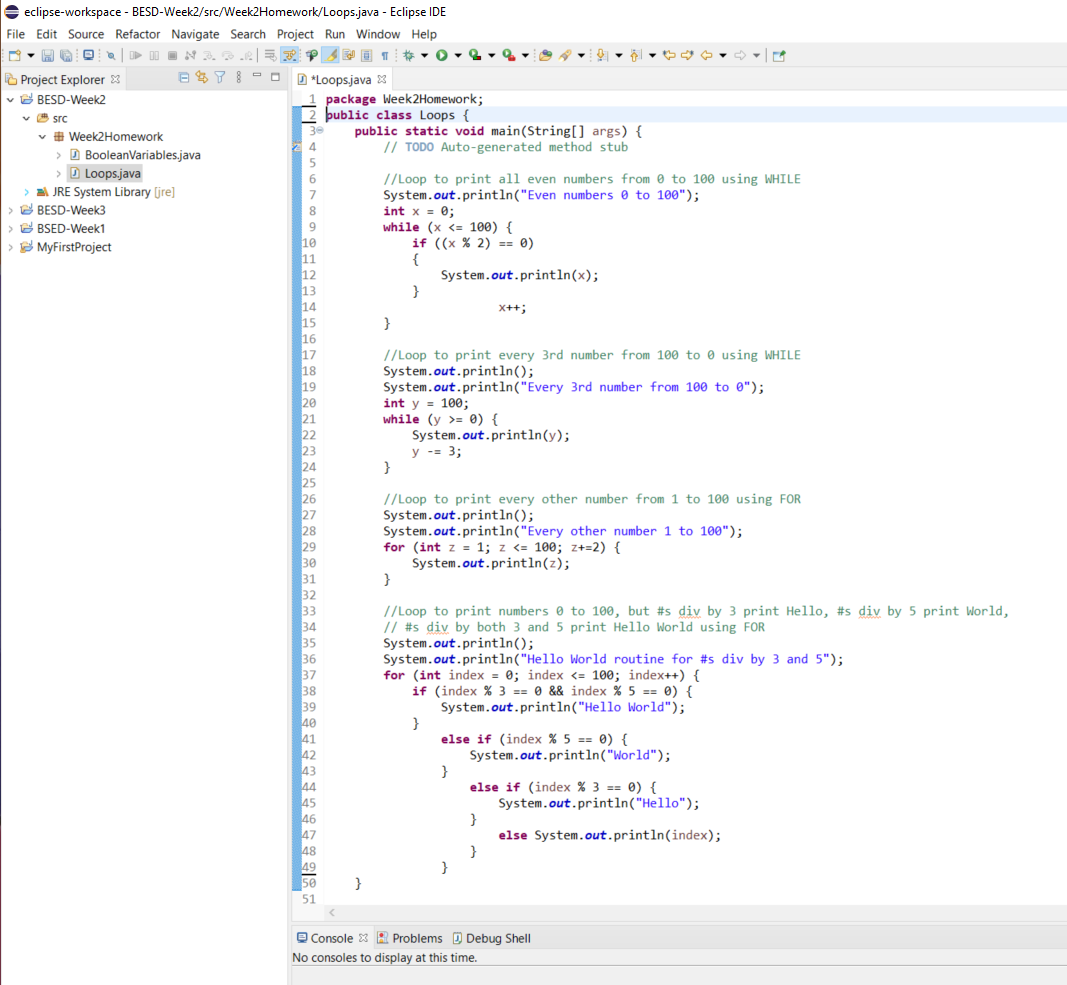 eclipse-workspace - BESD-Week2/src/Week2Homework/Loops.java - Eclipse IDE
File Edit Source Refactor Navigate Search Project Run Window Help
Project Explorer
BESD-Week2
src
Week2Homework
BooleanVariables.java
Loops.java
JRE System Library [jre]
BESD-Week3
BSED-Week1
MyFirstProject
*Loops.java
1 package Week2Homework;
2 public class Loops {
3 public static void main(String[] args) {
4 // TODO Auto-generated method stub
5
6 //Loop to print all even numbers from 0 to 100 using WHILE
7 System.out.println("Even numbers 0 to 100");
8 int x = 0;
9 while (x <= 100) {
10 if ((x % 2) == 0)
11 {
12 System.out.println(x);
13 }
14 x++;
15 }
16
17 //Loop to print every 3rd number from 100 to 0 using WHILE
18 System.out.println();
19 System.out.println("Every 3rd number from 100 to 0");
20 int y = 100;
21 while (y >= 0) {
22 System.out.println(y);
23 y -= 3;
24 }
25
26 //Loop to print every other number from 1 to 100 using FOR
27 System.out.println();
28 System.out.println("Every other number 1 to 100");
29 for (int z = 1; z <= 100; z+=2) {
30 System.out.println(z);
31 }
32
33 //Loop to print numbers 0 to 100, but #s div by 3 print Hello, #s div by 5 print World,
34 // #s div by both 3 and 5 print Hello World using FOR
35 System.out.println();
36 System.out.println("Hello World routine for #s div by 3 and 5");
37 for (int index = 0; index <= 100; index++) {
38 if (index % 3 == 0 && index % 5 == 0) {
39 System.out.println("Hello World");
40 }
41 else if (index % 5 == 0) {
42 System.out.println("World");
43 }
44 else if (index % 3 == 0) {
45 System.out.println("Hello");
46 }
47 else System.out.println(index);
48 }
49 }
50 }
51
Console Problems Debug Shell
No consoles to display at this time.